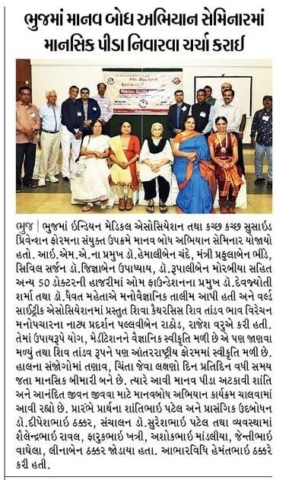 ભુજમાં માનવ બોધ અભિયાન સેમિનારમાં
માનસિક પીડા નિવારવા ચર્ચા કરાઈ
ભુજ | ભુજમાં ઇન્ડિયન મેડિકલ એસોસિયેશન તથા કચ્છ કચ્છ સુસાઇડ
પ્રિવેન્શન ફોરમના સંયુક્ત ઉપક્રમે માનવ બોધ અભિયાન સેમિનાર યોજાયો
હતો. આઇ.એમ.એ.ના પ્રમુખ ડો.હેમાલીબેન ચંદે, મંત્રી પ્રફુલાબેન ભીંડે,
સિવિલ સર્જન ડો.જિજ્ઞાબેન ઉપાધ્યાય, ડો.રૂપાલીબેન મોરબીયા સહિત
અન્ય 50 ડોક્ટરની હાજરીમાં ઓમ ફાઉન્ડેશનના પ્રમુખ ડો.દેવજ્યોતી
શર્મા તથા ડો.ધૈવત મહેતાએ મનોવૈજ્ઞાનિક તાલીમ આપી હતી અને વર્લ્ડ
સાઇટ્રીક એસોસિયેશનમાં પ્રસ્તુત શિવા કેથરસિસ શિવ તાંડવ ભાવ વિરેચન
મનોપચારના નાટ્ય પ્રદર્શન પલ્લવીબેન રાઠોડ, રાજેશ વરુએ કરી હતી.
તેમાં ઉપાયરૂપે યોગ, મેડીટેશનને વૈજ્ઞાનિક સ્વીકૃતિ મળી છે એ પણ જાણવા
મળ્યું તથા શિવ તાંડવ રૂપને પણ આંતરરાષ્ટ્રીય ફોરમમાં સ્વીકૃતિ મળી છે.
હાલના સંજોગોમાં તણાવ, ચિંતા જેવા લક્ષણો દિન પ્રતિદિન વધી સમય
જતા માનસિક બીમારી બને છે. ત્યારે આવી માનવ પીડા અટકાવી શાંતિ
અને આનંદિત જીવન જીવવા માટે માનવબોધ અભિયાન કાર્યક્રમ ચલાવમાં
આવી રહ્યો છે. પ્રારંભે પ્રાર્થના શાંતિભાઇ પટેલ અને પ્રાસંગિક ઉદબોધન
ડો.દીપેશભાઇ ઠક્કર, સંચાલન ડો.સુરેશભાઇ પટેલ તથા વ્યવસ્થામાં
શૈલેન્દ્રભાઇ રાવલ, ફારુકભાઇ ખત્રી, અશોકભાઇ માંડલીયા, જેન્તીભાઇ
વાઘેલા, લીનાબેન ઠક્કર જોડાયા હતા. આભારવિધિ હેમંતભાઇ ઠક્કરે
કરી હતી.